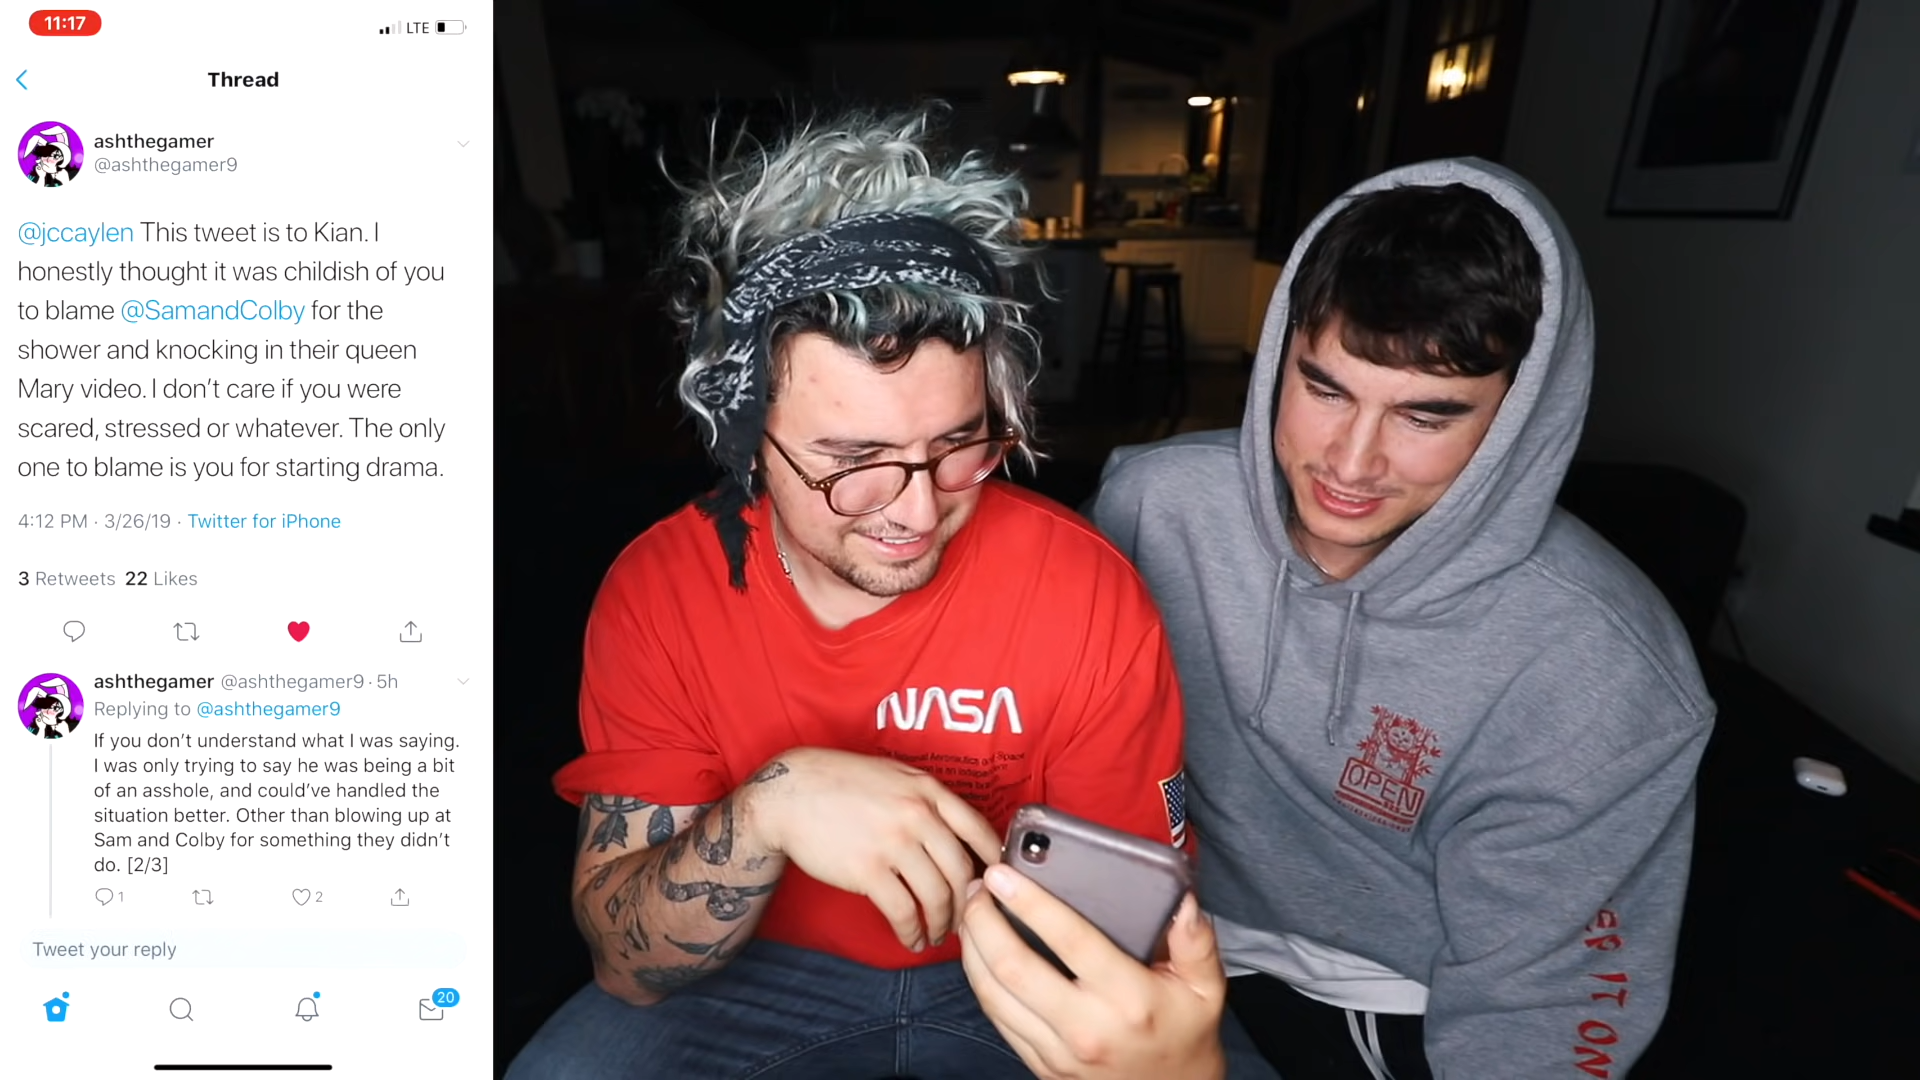 11:17
LTE
Thread
ashthegamer
@ashthegamer9
@jccaylen This tweet is to Kian. I
honestly thought it was childish of you
to blame @SamandColby for the
shower and knocking in their queen
Mary video. I don't care if you were
scared, stressed or whatever. The only
one to blame is you for starting drama.
4:12 PM · 3/26/19 · Twitter for iPhone
3 Retweets 22 Likes
ashthegamer @ashthegamer9 · 5h
Replying to @ashthegamer9
If you don't understand what I was saying.
I was only trying to say he was being a bit
of an asshole, and could've handled the
situation better. Other than blowing up at
Sam and Colby for something they didn't
do. [2/3]
1
2
Tweet your reply
20
NASA
OPEN
IT ON